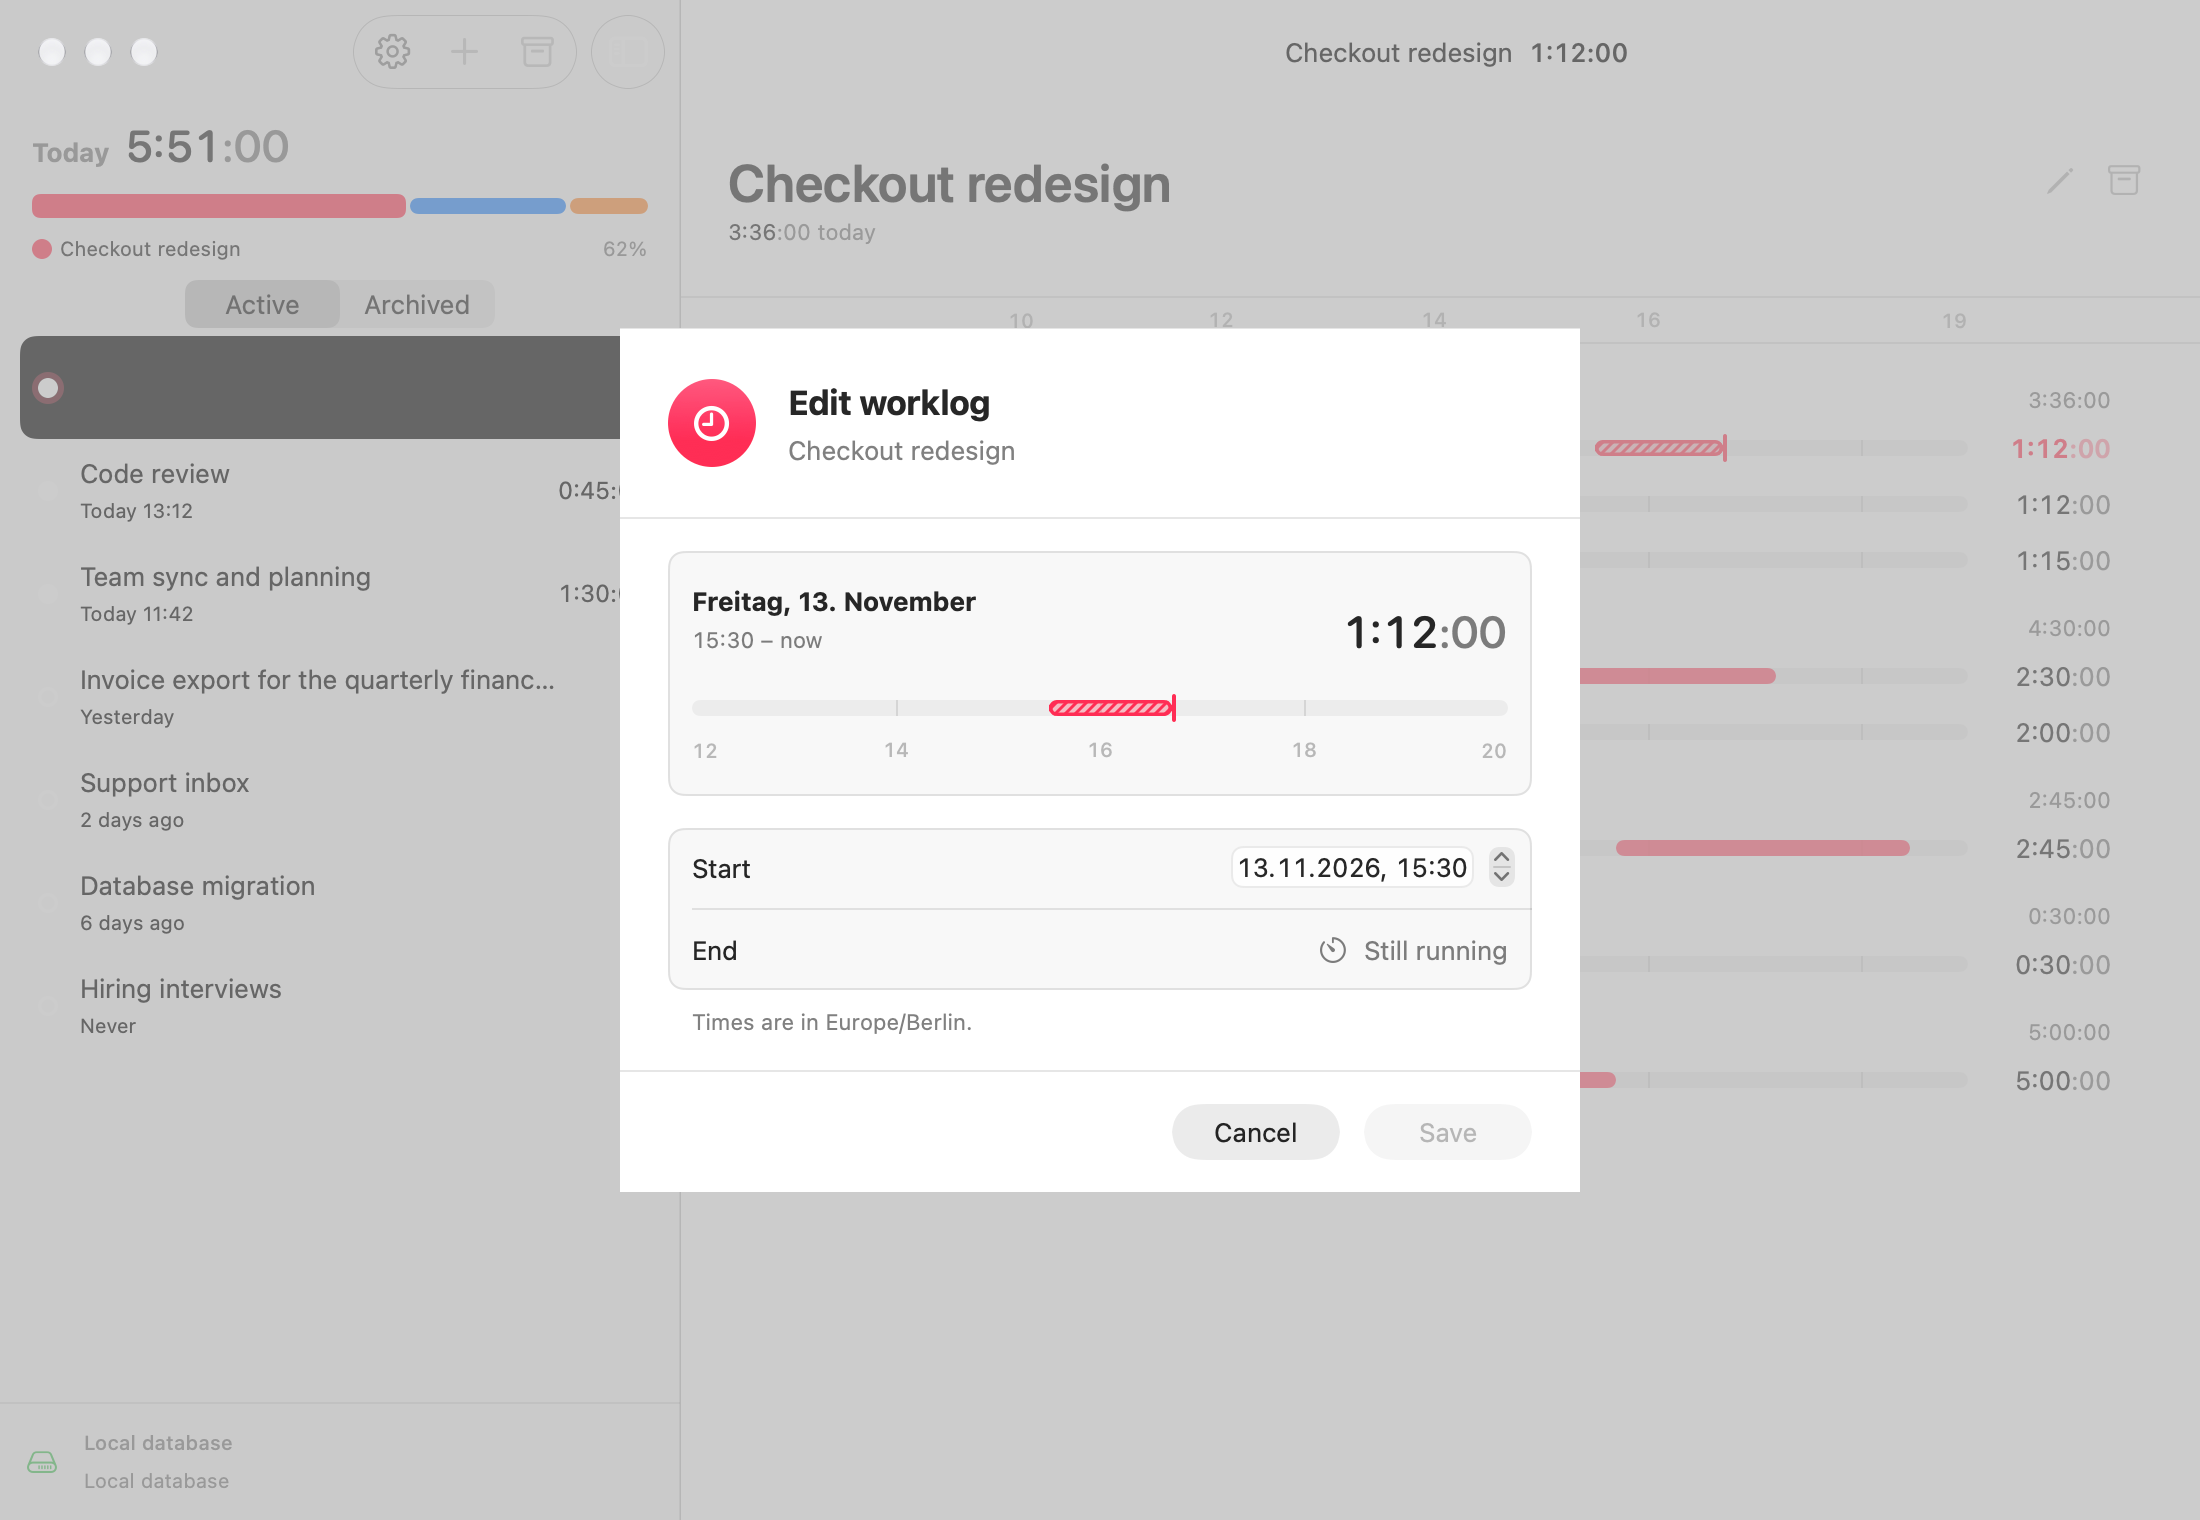 Checkout redesign 1:12:00
Today 5:51:00
Checkout redesign 62%
Active Archived
Code review
Today 13:12
0:45:
Team sync and planning
Today 11:42
1:30:
Invoice export for the quarterly financ...
Yesterday
Support inbox
2 days ago
Database migration
6 days ago
Hiring interviews
Never
Local database
Local database
Checkout redesign
3:36:00 today
10 12 14 16 19
3:36:00
1:12:00
1:12:00
1:15:00
4:30:00
2:30:00
2:00:00
2:45:00
2:45:00
0:30:00
0:30:00
5:00:00
5:00:00
Edit worklog
Checkout redesign
Freitag, 13. November
15:30 – now
1:12:00
12 14 16 18 20
Start 13.11.2026, 15:30
End Still running
Times are in Europe/Berlin.
Cancel Save